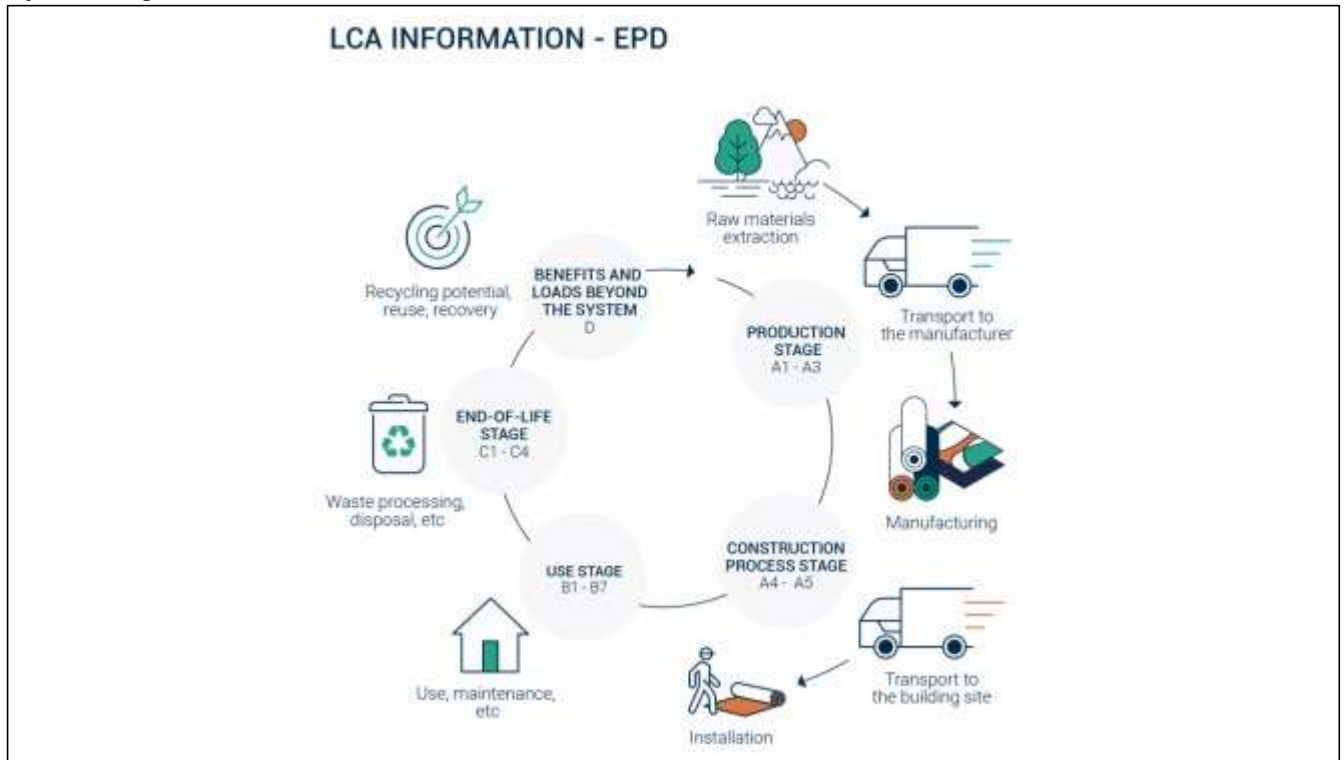 LCA INFORMATION - EPD
Raw materials
extraction
Transport to
the manufacturer
Manufacturing
PRODUCTION
STAGE
A1 - A3
CONSTRUCTION
PROCESS STAGE
A4 - A5
Transport to
the building site
Installation
USE STAGE
B1 - B7
Use, maintenance,
etc
END-OF-LIFE
STAGE
C1 - C4
Waste processing,
disposal, etc
BENEFITS AND
LOADS BEYOND
THE SYSTEM
D
Recycling potential,
reuse, recovery